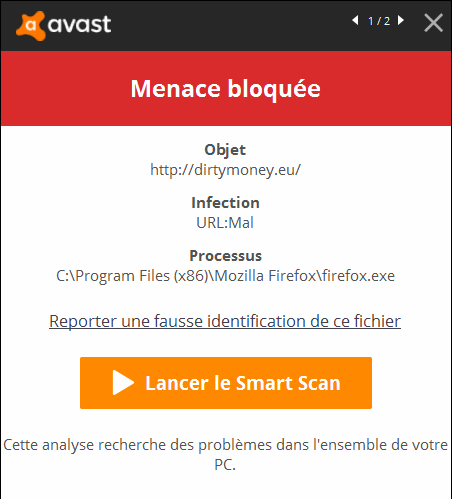 avast
1 / 2
Menace bloquée
Objet
http://dirtymoney.eu/
Infection
URL:Mal
Processus
C:\Program Files (x86)\Mozilla Firefox\firefox.exe
Reporter une fausse identification de ce fichier
Lancer le Smart Scan
Cette analyse recherche des problèmes dans l'ensemble de votre
PC.